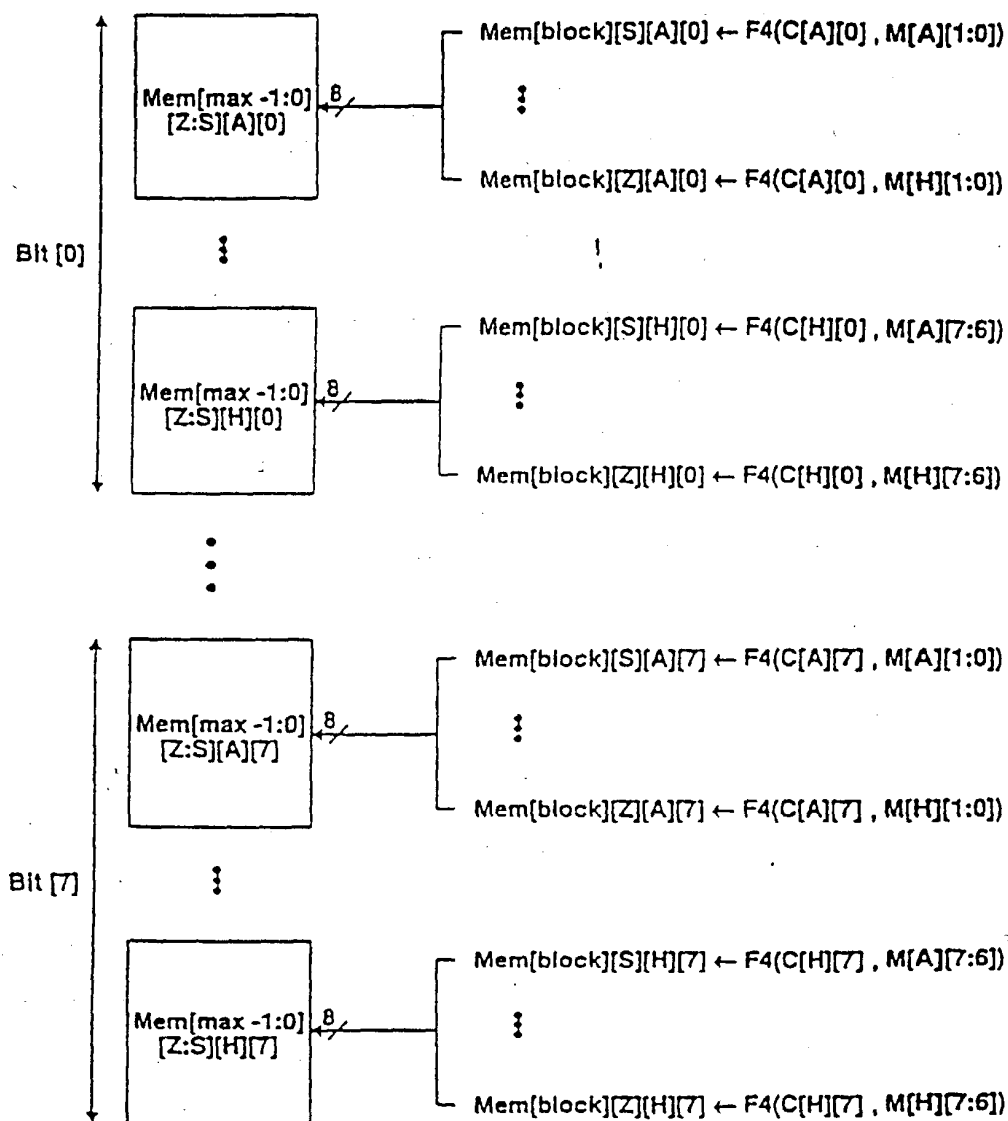 Mem[block][S][A][0] ← F4(C[A][0] , M[A][1:0])
8
Mem[max -1:0]
[Z:S][A][0]
Mem[block][Z][A][0] ← F4(C[A][0] , M[H][1:0])
Bit [0]
Mem[block][S][H][0] ← F4(C[H][0] , M[A][7:6])
8
Mem[max -1:0]
[Z:S][H][0]
Mem[block][Z][H][0] ← F4(C[H][0] , M[H][7:6])
Mem[block][S][A][7] ← F4(C[A][7] , M[A][1:0])
8
Mem[max -1:0]
[Z:S][A][7]
Mem[block][Z][A][7] ← F4(C[A][7] , M[H][1:0])
Bit [7]
Mem[block][S][H][7] ← F4(C[H][7] , M[A][7:6])
8
Mem[max -1:0]
[Z:S][H][7]
Mem[block][Z][H][7] ← F4(C[H][7] , M[H][7:6])